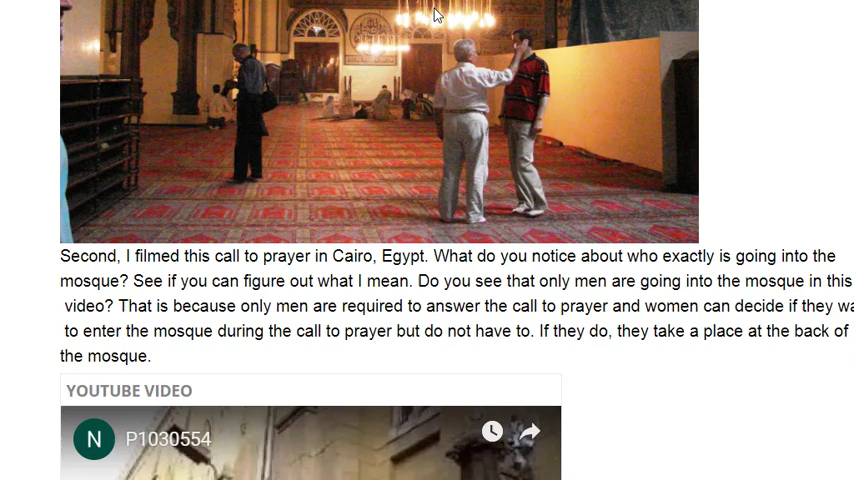 Second, I filmed this call to prayer in Cairo, Egypt. What do you notice about who exactly is going into the
mosque? See if you can figure out what I mean. Do you see that only men are going into the mosque in this
video? That is because only men are required to answer the call to prayer and women can decide if they wa
to enter the mosque during the call to prayer but do not have to. If they do, they take a place at the back of
the mosque.
YOUTUBE VIDEO
N P1030554